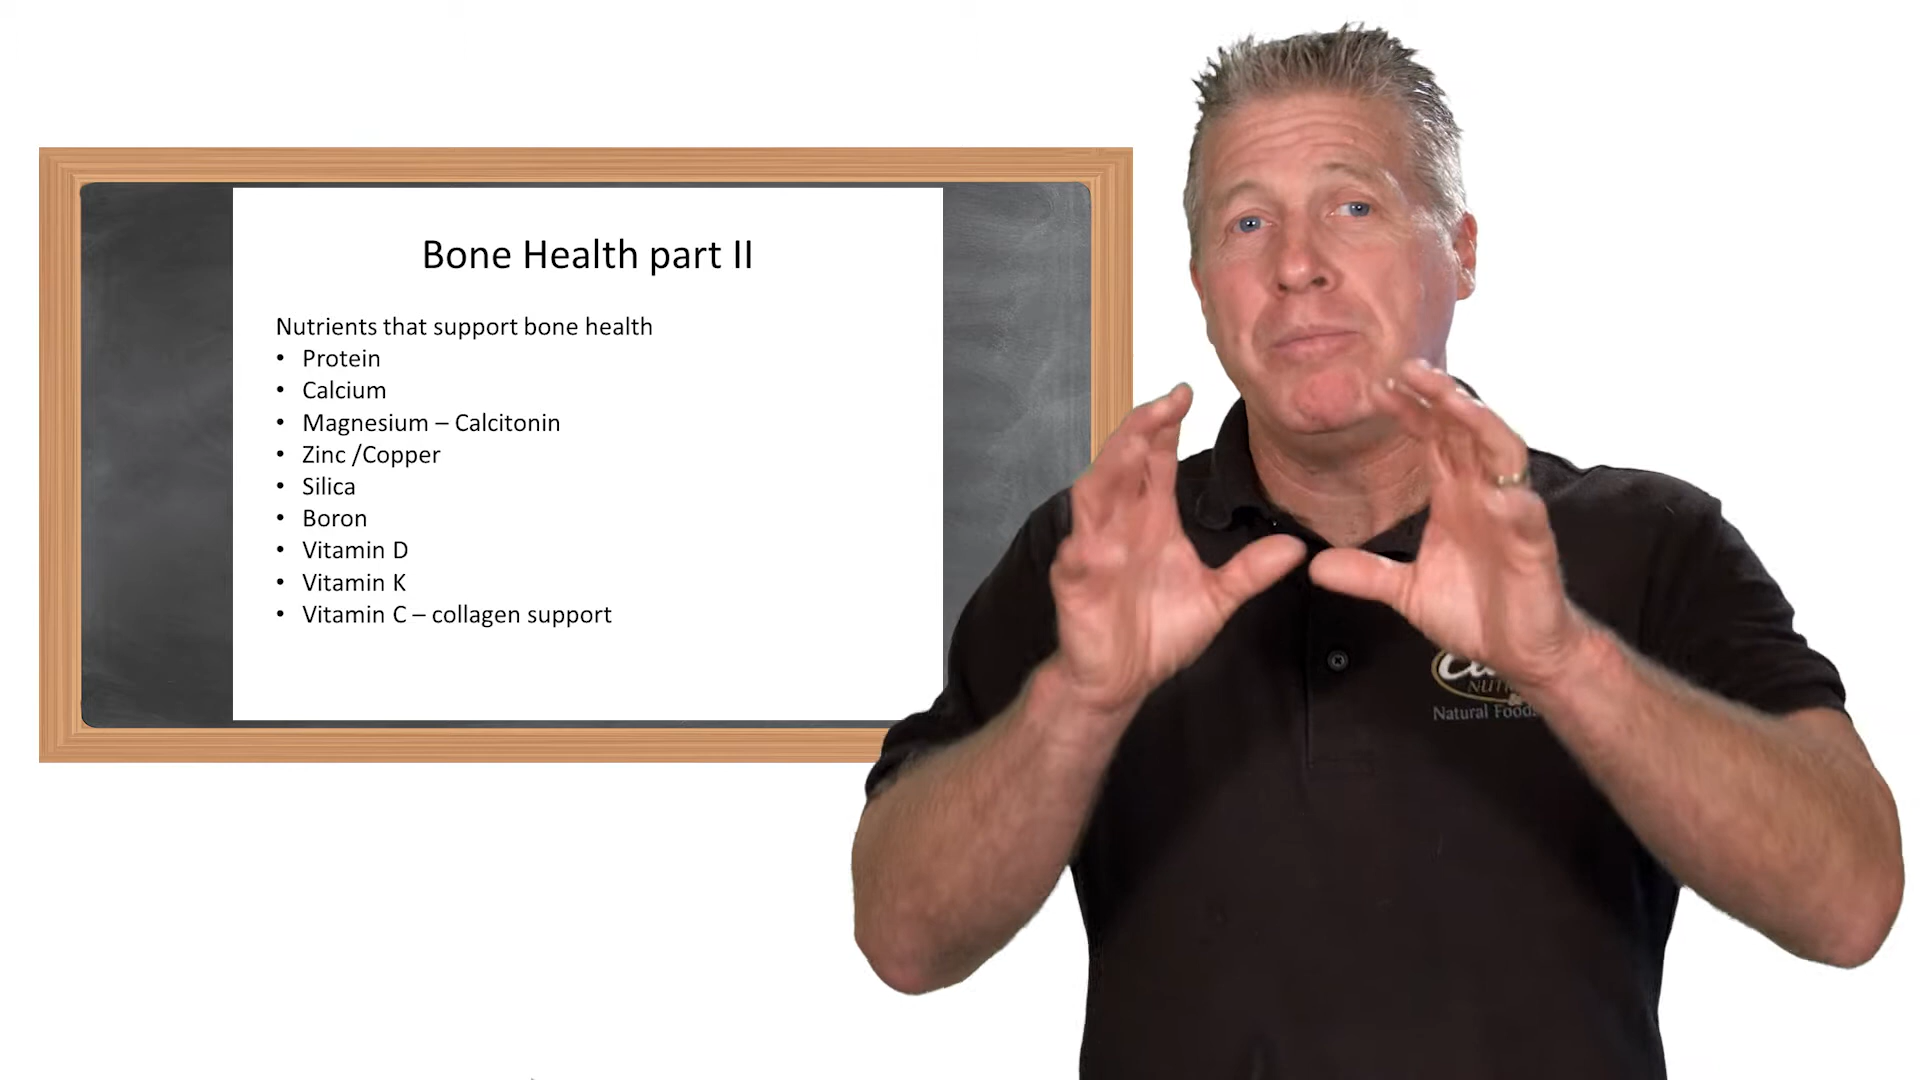 Bone Health part II
Nutrients that support bone health
• Protein
• Calcium
• Magnesium – Calcitonin
• Zinc /Copper
• Silica
• Boron
• Vitamin D
• Vitamin K
• Vitamin C – collagen support
Natural Foods